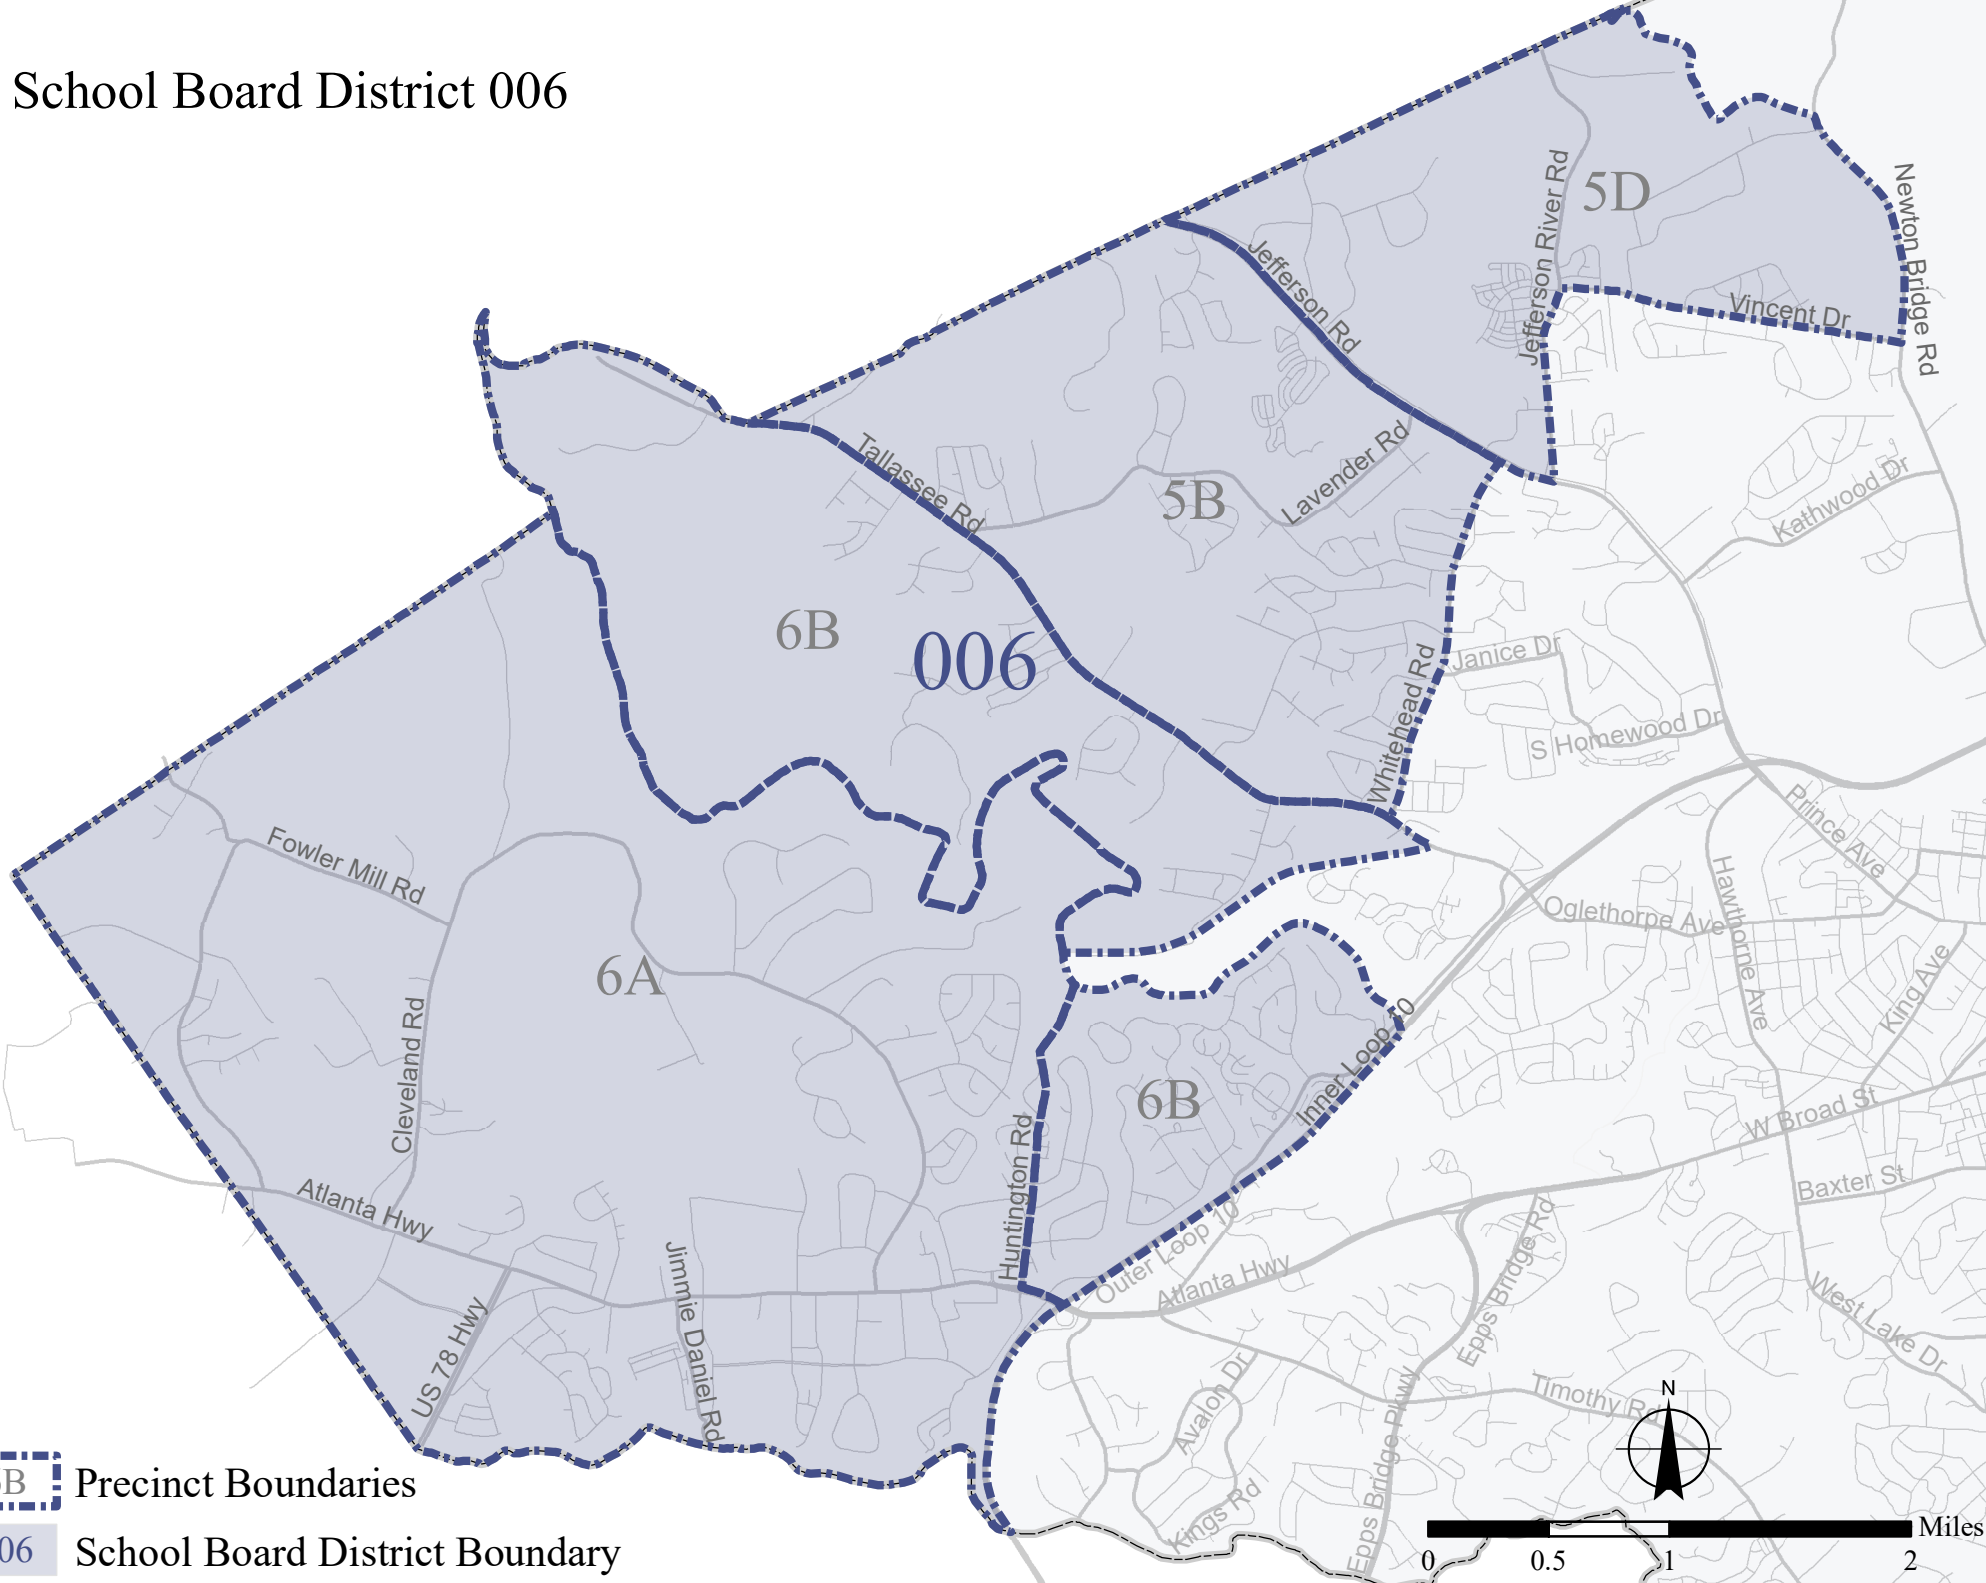 School Board District 006
5D
Jefferson River Rd
Newton Bridge Rd
Vincent Dr
Jefferson Rd
Tallassee Rd
Lavender Rd
5B
Kathwood Dr
6B
006
Whitehead Rd
Janice Dr
S Homewood Dr
Prince Ave
Fowler Mill Rd
Hawthorne Ave
Oglethorpe Ave
King Ave
6A
Cleveland Rd
Inner Loop 10
6B
Huntington Rd
W Broad St
Baxter St
Atlanta Hwy
Outer Loop 10
Atlanta Hwy
Epps Bridge Rd
Jimmie Daniel Rd
US 78 Hwy
West Lake Dr
Avalon Dr
Timothy Rd
Epps Bridge Pkwy
Kings Rd
N
B
Precinct Boundaries
06
School Board District Boundary
Miles
0 0.5 1 2